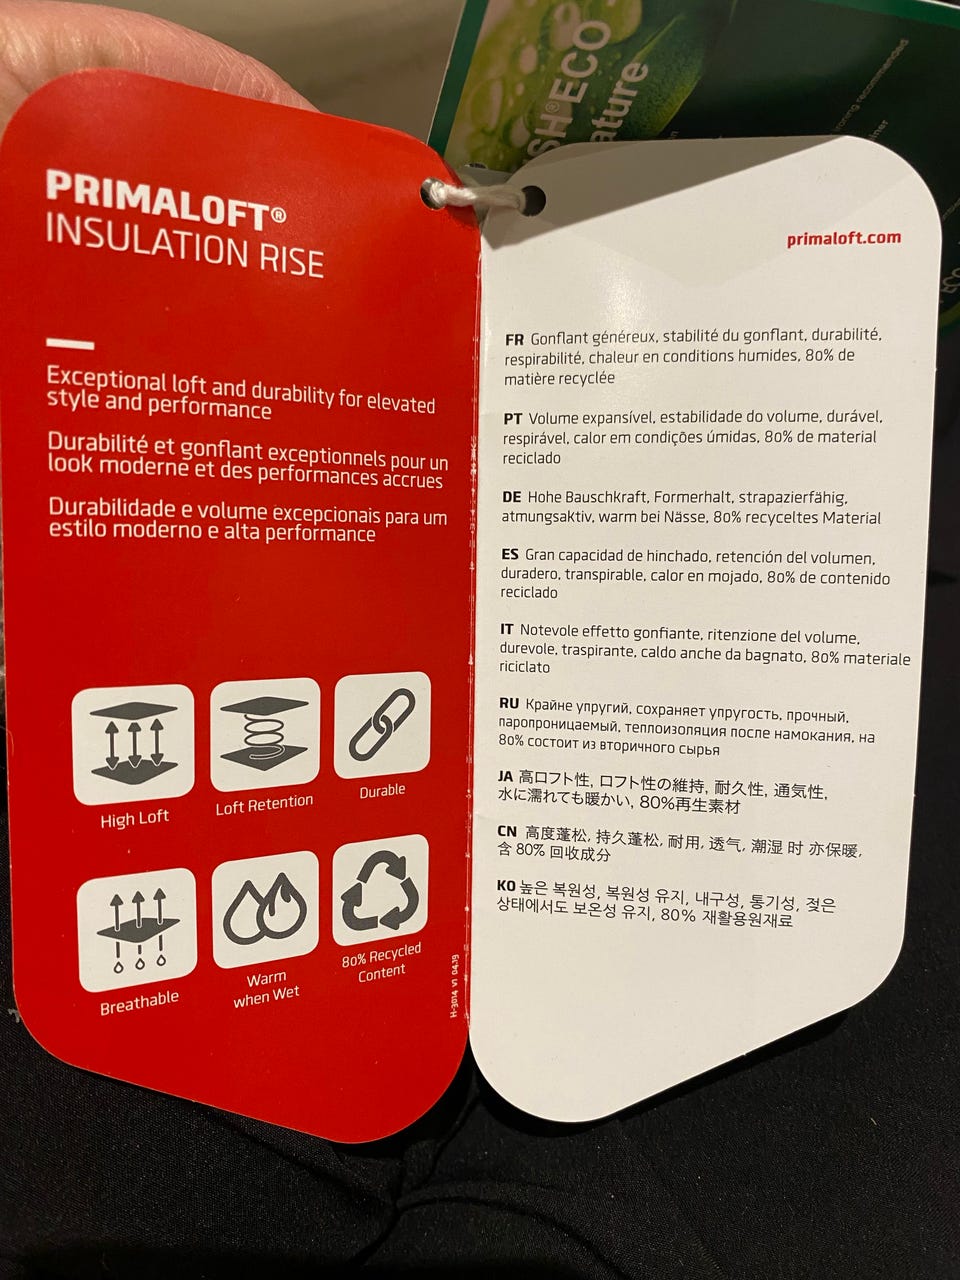 SH®ECO
ature
ironing recommended
PRIMALOFT®
INSULATION RISE
Exceptional loft and durability for elevated
style and performance
Durabilité et gonflant exceptionnels pour un
look moderne et des performances accrues
Durabilidade e volume excepcionais para um
estilo moderno e alta performance
High Loft
Loft Retention
Durable
Breathable
Warm
when Wet
80% Recycled
Content
H-3014 V1 04.19
primaloft.com
FR Gonflant généreux, stabilité du gonflant, durabilité,
respirabilité, chaleur en conditions humides, 80% de
matière recyclée
PT Volume expansível, estabilidade do volume, durável,
respirável, calor em condições úmidas, 80% de material
reciclado
DE Hohe Bauschkraft, Formerhalt, strapazierfähig,
atmungsaktiv, warm bei Nässe, 80% recyceltes Material
ES Gran capacidad de hinchado, retención del volumen,
duradero, transpirable, calor en mojado, 80% de contenido
reciclado
IT Notevole effetto gonfiante, ritenzione del volume,
durevole, traspirante, caldo anche da bagnato, 80% materiale
riciclato
RU Крайне упругий, сохраняет упругость, прочный,
паропроницаемый, теплоизоляция после намокания, на
80% состоит из вторичного сырья
JA 高ロフト性, ロフト性の維持, 耐久性, 通気性,
水に濡れても暖かい, 80%再生素材
CN 高度蓬松, 持久蓬松, 耐用, 透气, 潮湿 时 亦保暖,
含 80% 回收成分
KO 높은 복원성, 복원성 유지, 내구성, 통기성, 젖은
상태에서도 보온성 유지, 80% 재활용원재료